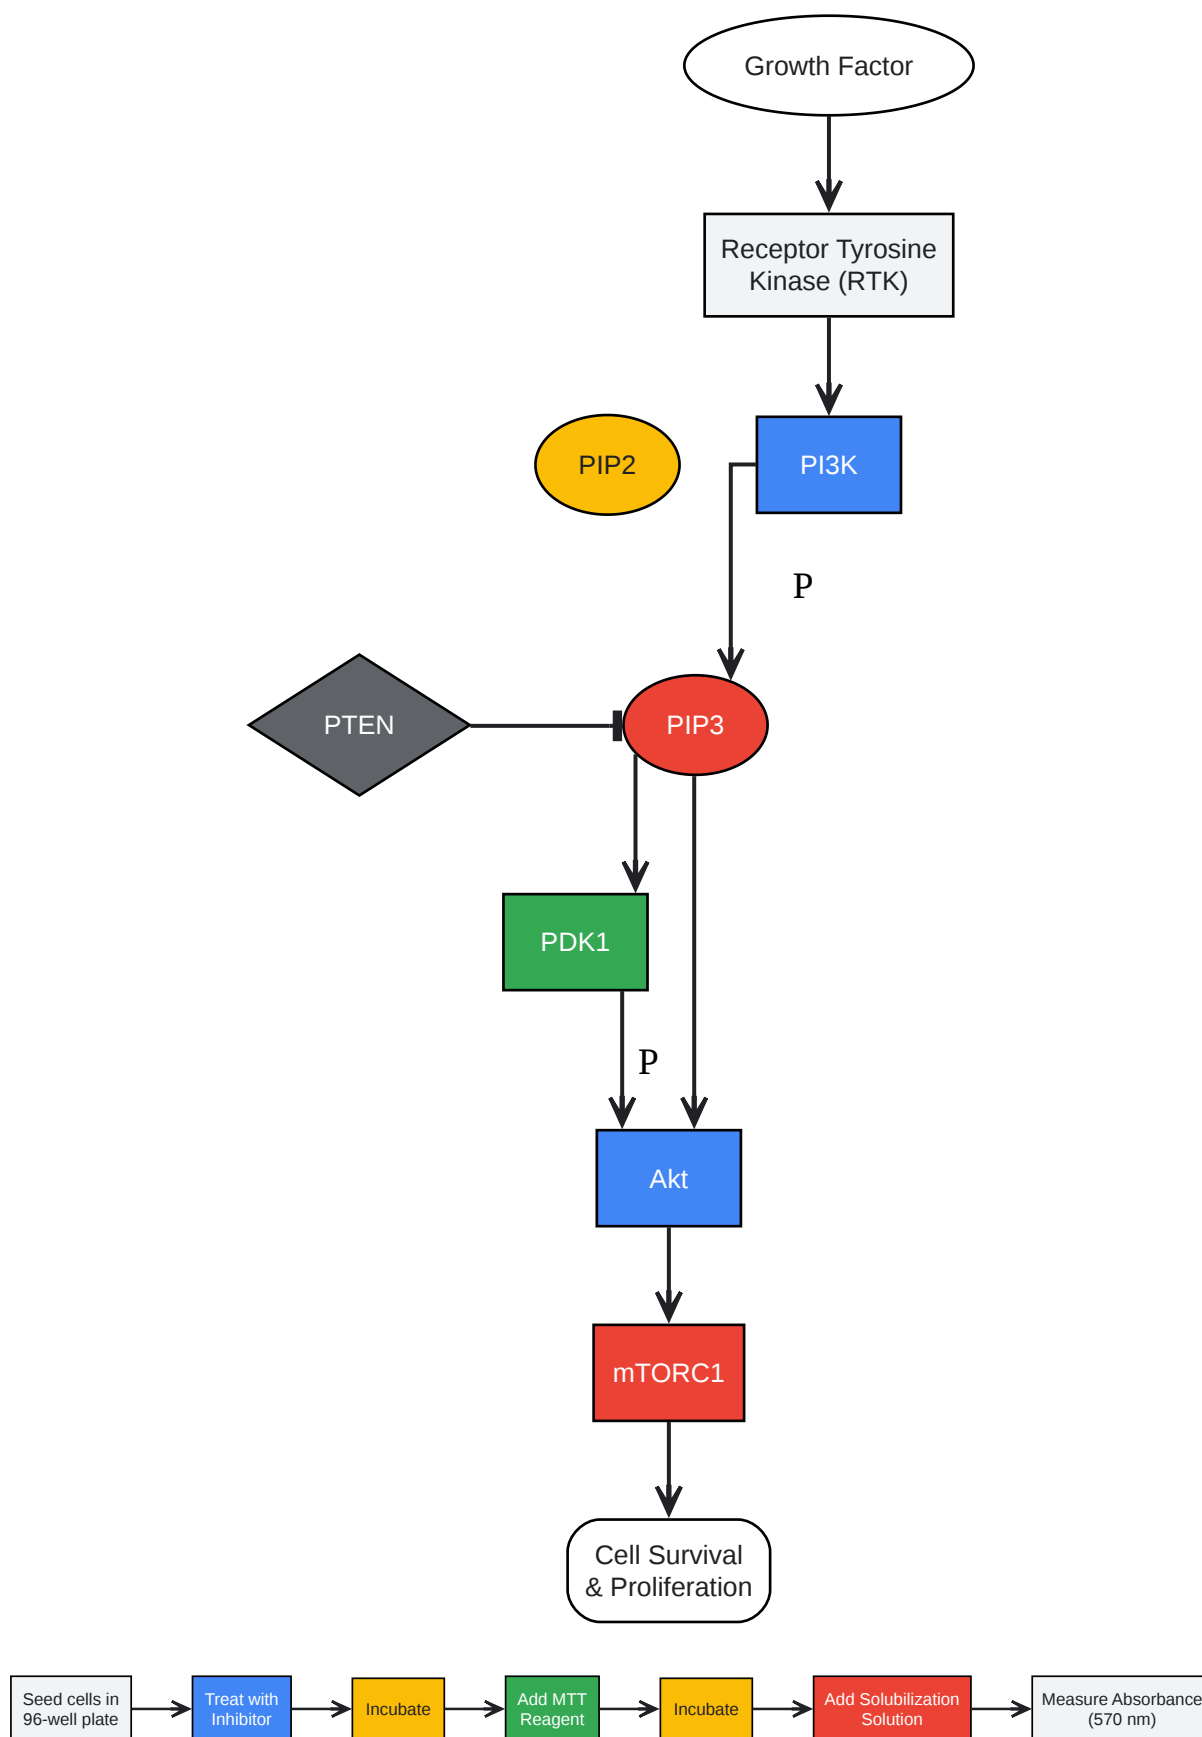 Growth Factor
Receptor Tyrosine
Kinase (RTK)
PIP2
PI3K
P
PTEN
PIP3
PDK1
P
Akt
mTORC1
Cell Survival
& Proliferation
Seed cells in
96-well plate
Treat with
Inhibitor
Incubate
Add MTT
Reagent
Incubate
Add Solubilization
Solution
Measure Absorbance
(570 nm)